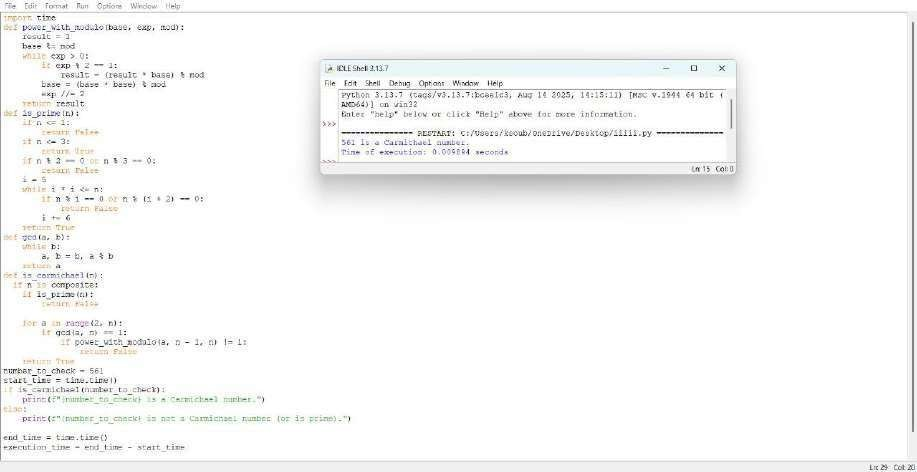 File Edit Format Run Options Window Help
import time
def power_with_modulo(base, exp, mod):
result = 1
base %= mod
while exp > 0:
if exp % 2 == 1:
result = (result * base) % mod
base = (base * base) % mod
exp //= 2
return result
def is_prime(n):
if n <= 1:
return False
if n <= 3:
return True
if n % 2 == 0 or n % 3 == 0:
return False
i = 5
while i * i <= n:
if n % i == 0 or n % (i + 2) == 0:
return False
i += 6
return True
def gcd(a, b):
while b:
a, b = b, a % b
return a
def is_carmichael(n):
if n is composite:
if is_prime(n):
return False
for a in range(2, n):
if gcd(a, n) == 1:
if power_with_modulo(a, n - 1, n) != 1:
return False
return True
number_to_check = 561
start_time = time.time()
if is_carmichael(number_to_check):
print(f"{number_to_check} is a Carmichael number.")
else:
print(f"{number_to_check} is not a Carmichael number (or is prime).")
end_time = time.time()
execution_time = end_time - start_time
Ln: 29 Col: 20
IDLE Shell 3.13.7
File Edit Shell Debug Options Window Help
Python 3.13.7 (tags/v3.13.7:bcee1c3, Aug 14 2025, 14:15:11) [MSC v.1944 64 bit (
AMD64)] on win32
Enter "help" below or click "Help" above for more information.
>>>
=============== RESTART: C:/Users/ksoub/OneDrive/Desktop/iiiii.py ==============
561 is a Carmichael number.
Time of execution: 0.009894 seconds
>>>
Ln: 15 Col: 0